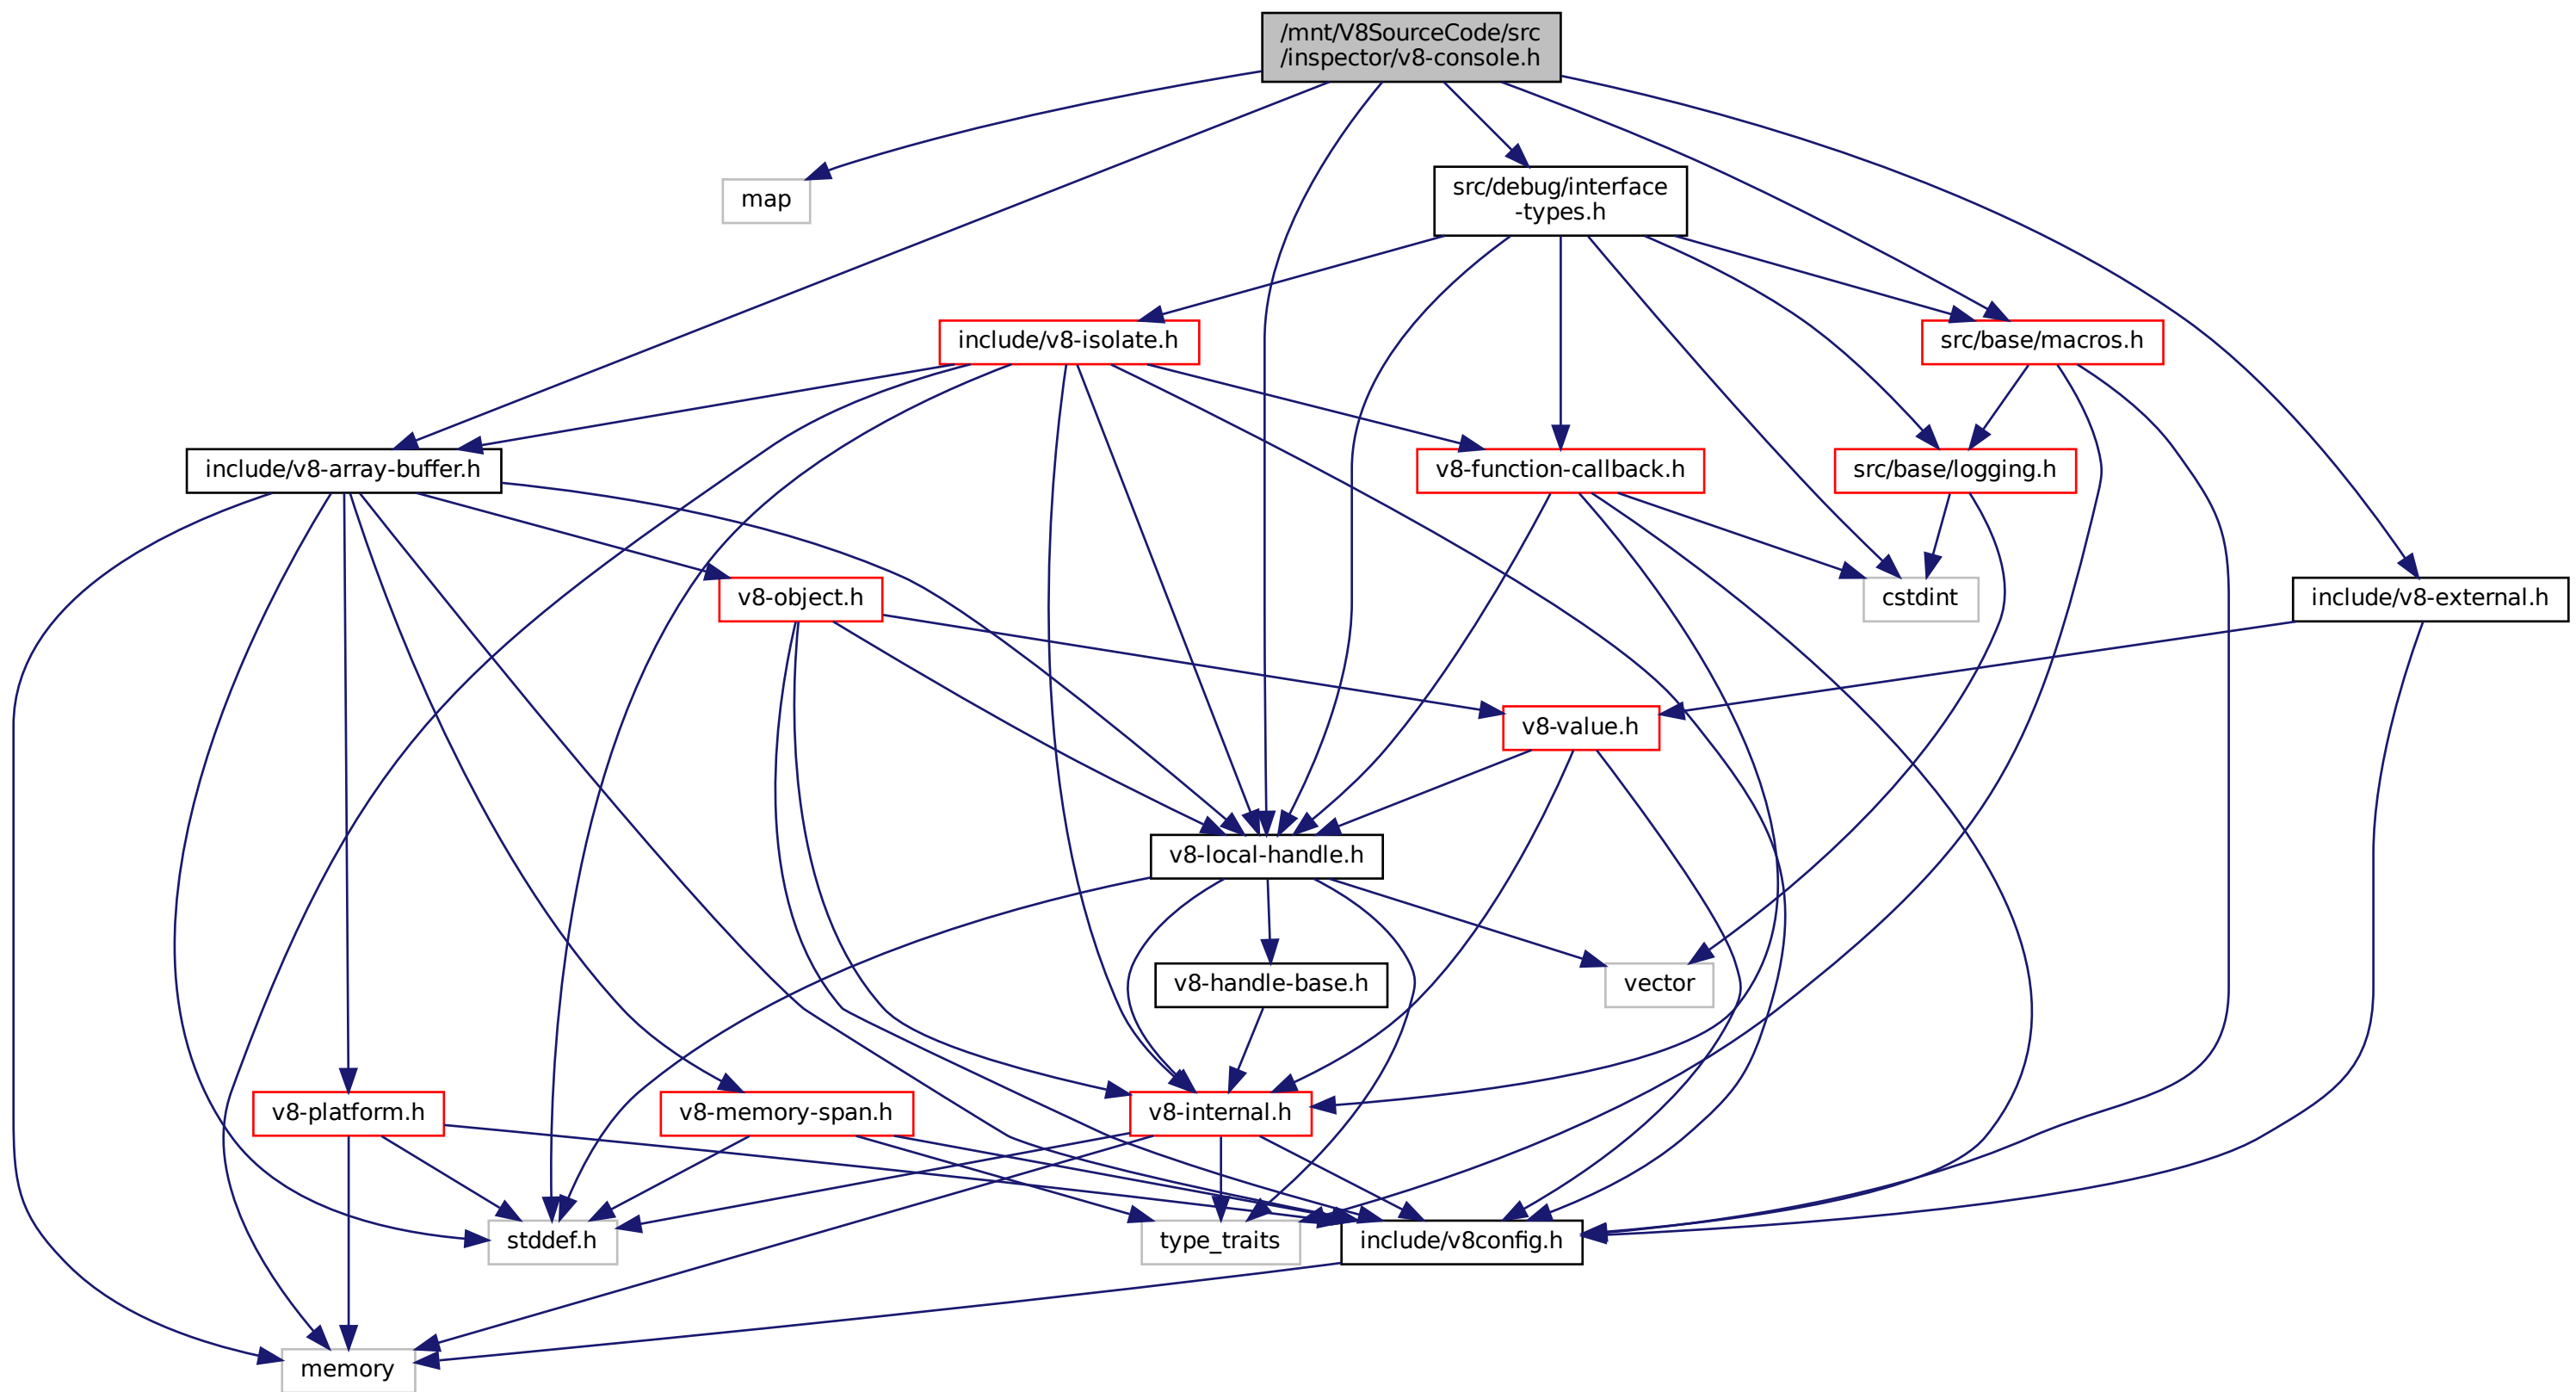 /mnt/V8SourceCode/src
/inspector/v8-console.h
map
src/debug/interface
-types.h
include/v8-isolate.h
src/base/macros.h
include/v8-array-buffer.h
v8-function-callback.h
src/base/logging.h
v8-object.h
cstdint
include/v8-external.h
v8-value.h
v8-local-handle.h
v8-handle-base.h
vector
v8-platform.h
v8-memory-span.h
v8-internal.h
stddef.h
type_traits
include/v8config.h
memory